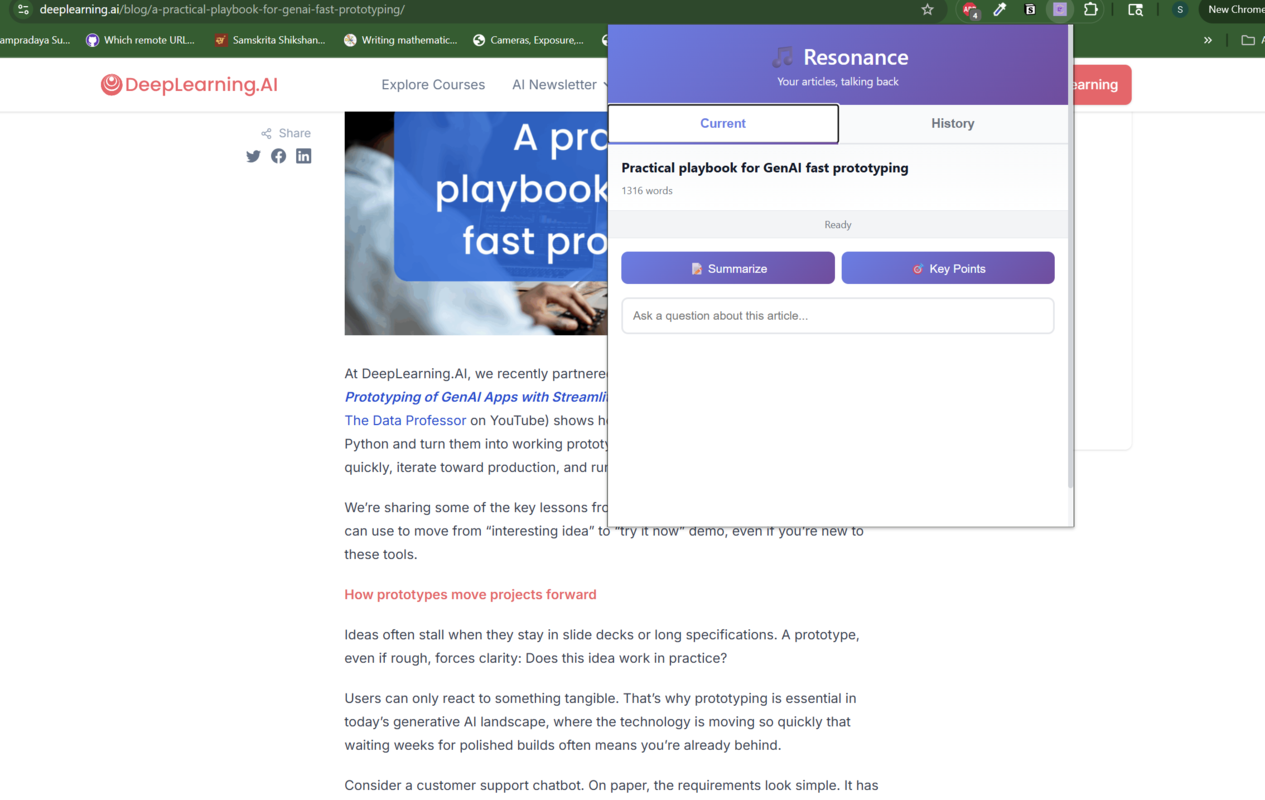 deeplearning.ai/blog/a-practical-playbook-for-genai-fast-prototyping/
4
S
New Chrome
ampradaya Su...
Which remote URL...
Samskrita Shikshan...
Writing mathematic...
Cameras, Exposure,...
»
DeepLearning.AI
Explore Courses
AI Newsletter
earning
Share
A pro
playbook
fast pro
Resonance
Your articles, talking back
Current
History
Practical playbook for GenAI fast prototyping
1316 words
Ready
Summarize
Key Points
Ask a question about this article...
At DeepLearning.AI, we recently partnered
Prototyping of GenAI Apps with Streamli
The Data Professor on YouTube) shows h
Python and turn them into working prototy
quickly, iterate toward production, and ru
We’re sharing some of the key lessons fro
can use to move from “interesting idea” to “try it now” demo, even if you’re new to
these tools.
How prototypes move projects forward
Ideas often stall when they stay in slide decks or long specifications. A prototype,
even if rough, forces clarity: Does this idea work in practice?
Users can only react to something tangible. That’s why prototyping is essential in
today’s generative AI landscape, where the technology is moving so quickly that
waiting weeks for polished builds often means you’re already behind.
Consider a customer support chatbot. On paper, the requirements look simple. It has